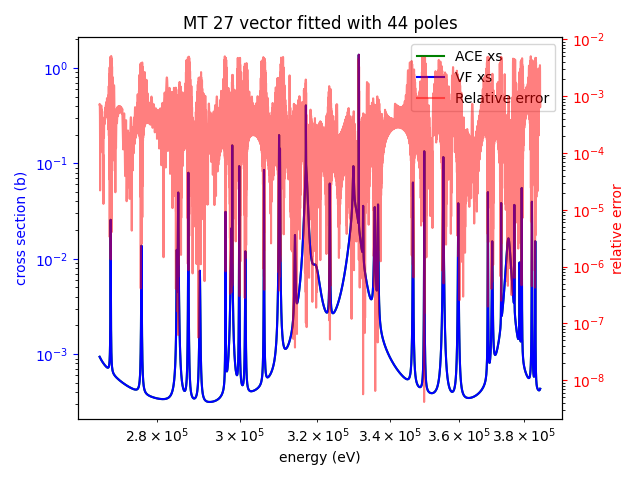 MT 27 vector fitted with 44 poles
ACE xs
VF xs
Relative error
cross section (b)
10⁰
10⁻¹
10⁻²
10⁻³
relative error
10⁻²
10⁻³
10⁻⁴
10⁻⁵
10⁻⁶
10⁻⁷
10⁻⁸
2.8 × 10⁵ 3 × 10⁵ 3.2 × 10⁵ 3.4 × 10⁵ 3.6 × 10⁵ 3.8 × 10⁵
energy (eV)